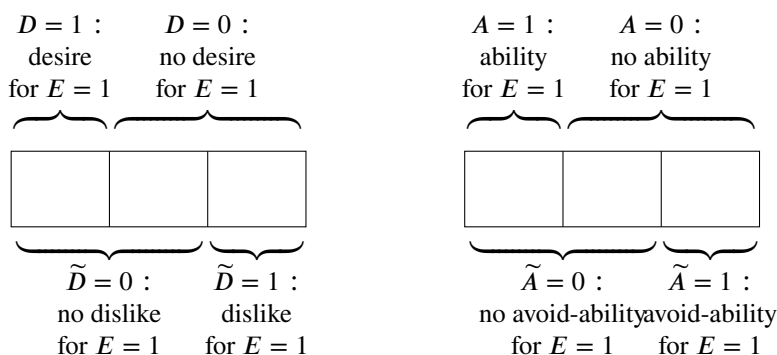 D = 1 :
desire
for E = 1
D = 0 :
no desire
for E = 1
A = 1 :
ability
for E = 1
A = 0 :
no ability
for E = 1
D̃ = 0 :
no dislike
for E = 1
D̃ = 1 :
dislike
for E = 1
Ã = 0 :
no avoid-ability
for E = 1
Ã = 1 :
avoid-ability
for E = 1